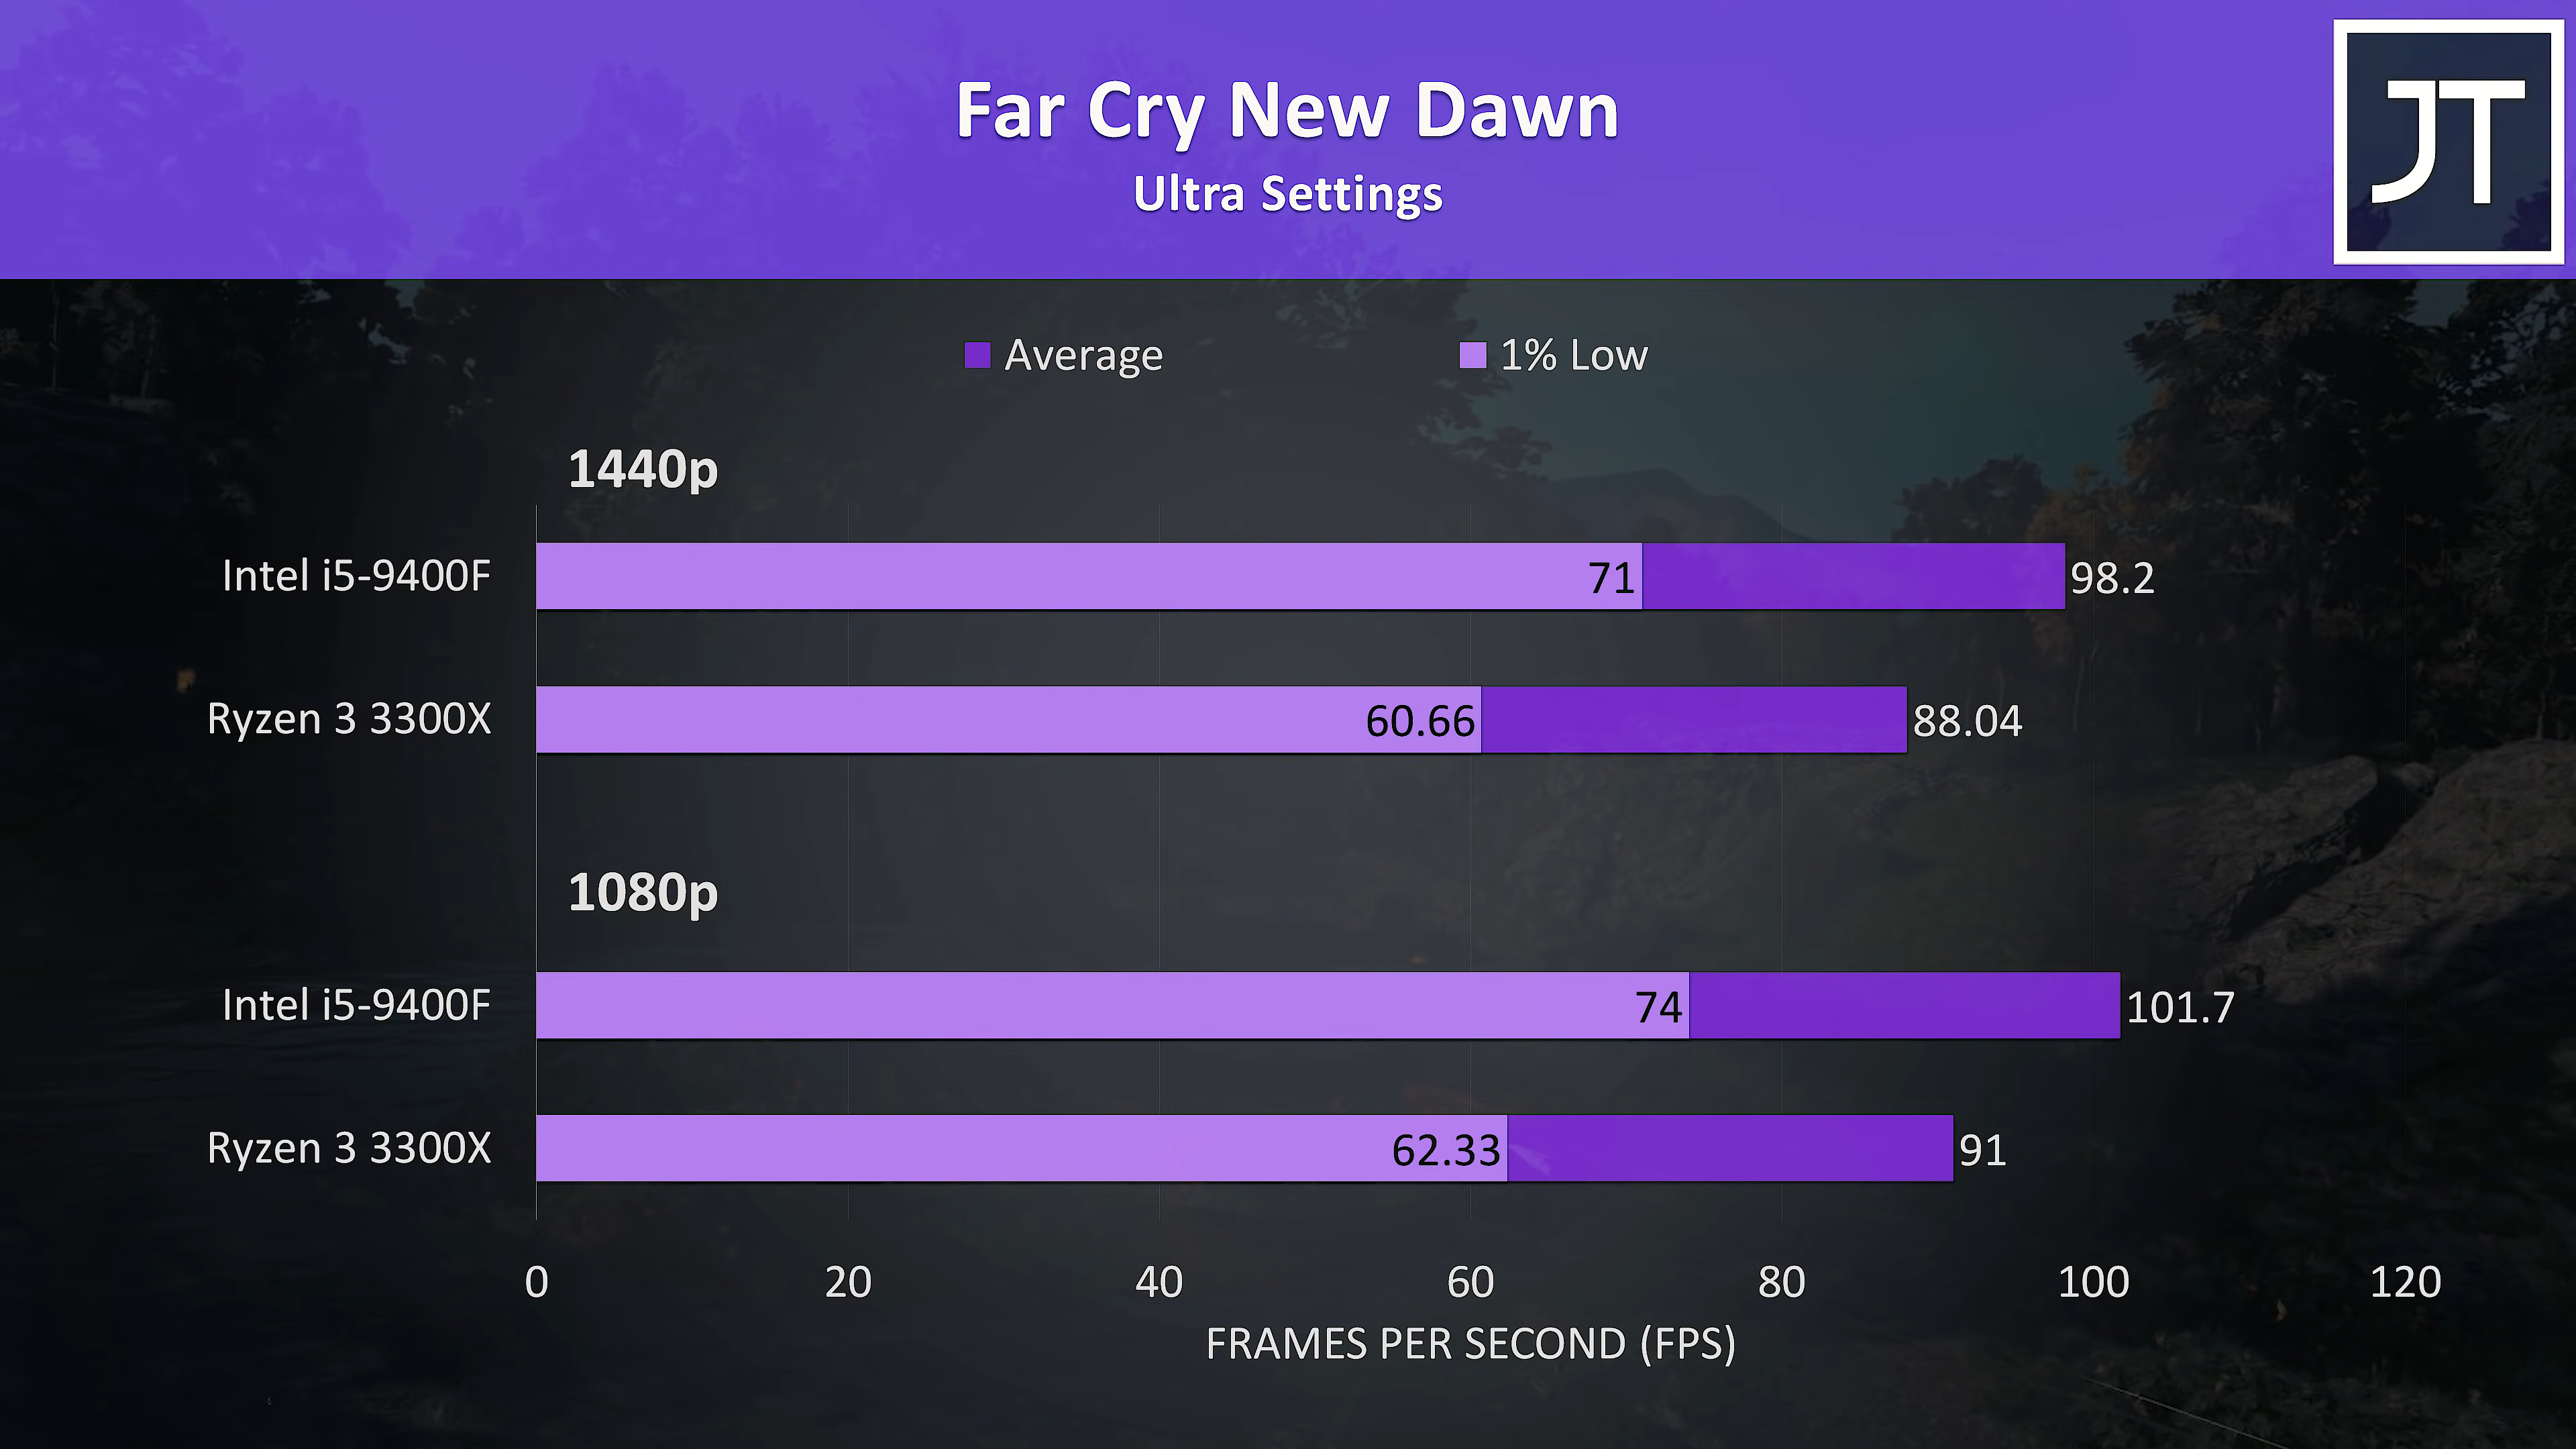 Far Cry New Dawn
Ultra Settings
JT
Average 1% Low
1440p
Intel i5-9400F 71 98.2
Ryzen 3 3300X 60.66 88.04
1080p
Intel i5-9400F 74 101.7
Ryzen 3 3300X 62.33 91
0 20 40 60 80 100 120
FRAMES PER SECOND (FPS)